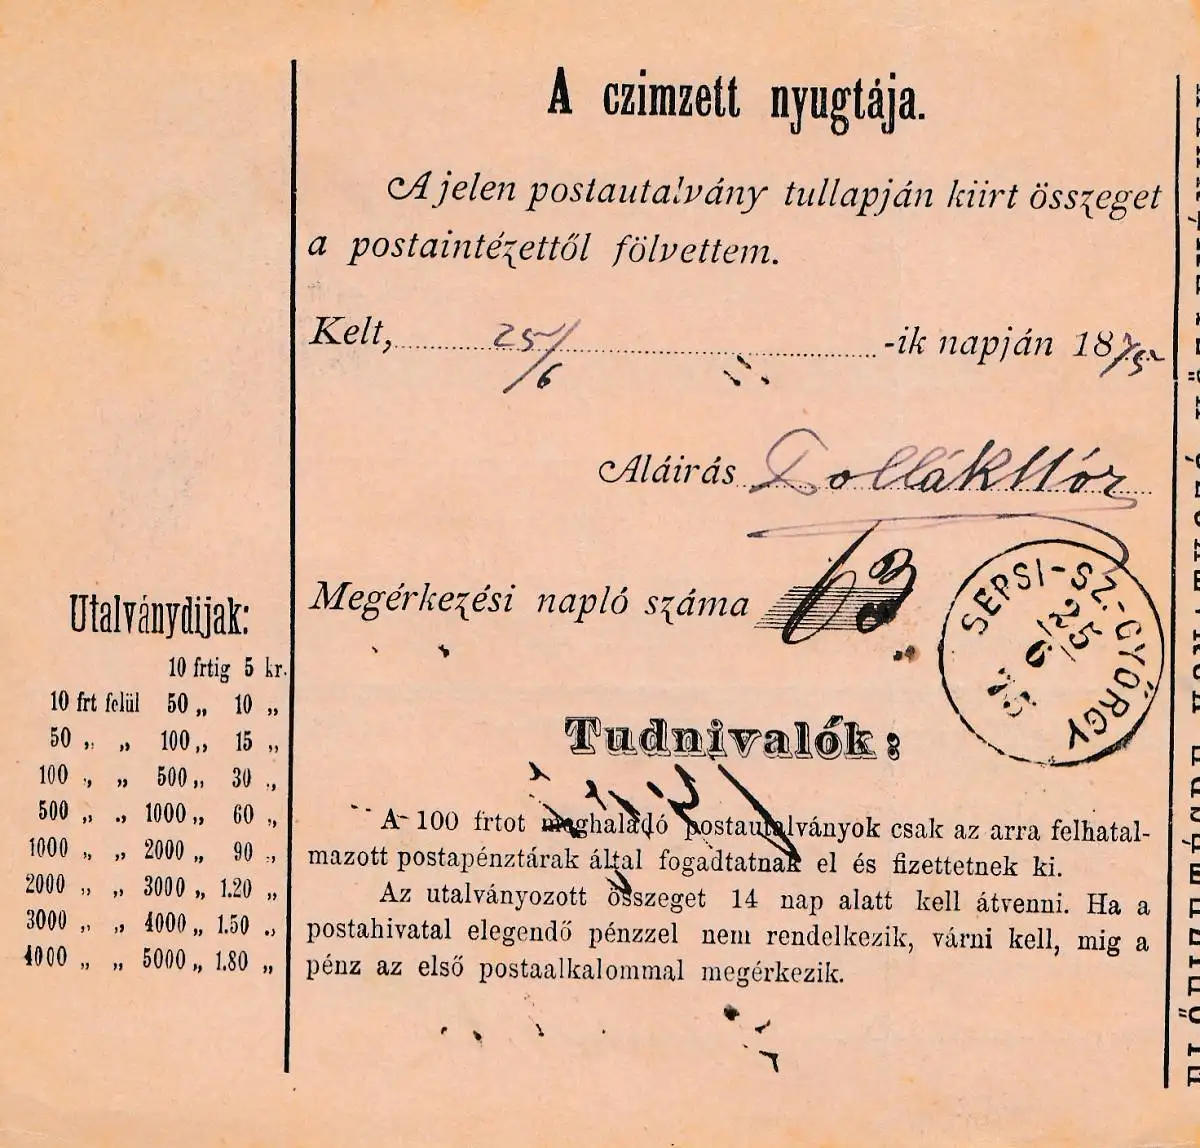 A czimzett nyugtája.
A jelen postautalvány tullapján kiirt összeget
a postaintézettől fölvettem.
Kelt, 25/6 -ik napján 1875
Aláirás Pollák Mór
Megérkezési napló száma 63
SEPSI-SZ.-GYÖRGY
25
6
75
Utalványdijak:
10 frtig 5 kr.
10 frt felül 50 „ 10 „
50 „ „ 100 „ 15 „
100 „ „ 500 „ 30 „
500 „ „ 1000 „ 60 „
1000 „ „ 2000 „ 90 „
2000 „ „ 3000 „ 1.20 „
3000 „ „ 4000 „ 1.50 „
4000 „ „ 5000 „ 1.80 „
Tudnivalók:
A 100 frtot meghaladó postautalványok csak az arra felhatal-
mazott postapénztárak által fogadtatnak el és fizettetnek ki.
Az utalványozott összeget 14 nap alatt kell átvenni. Ha a
postahivatal elegendő pénzzel nem rendelkezik, várni kell, mig a
pénz az első postaalkalommal megérkezik.